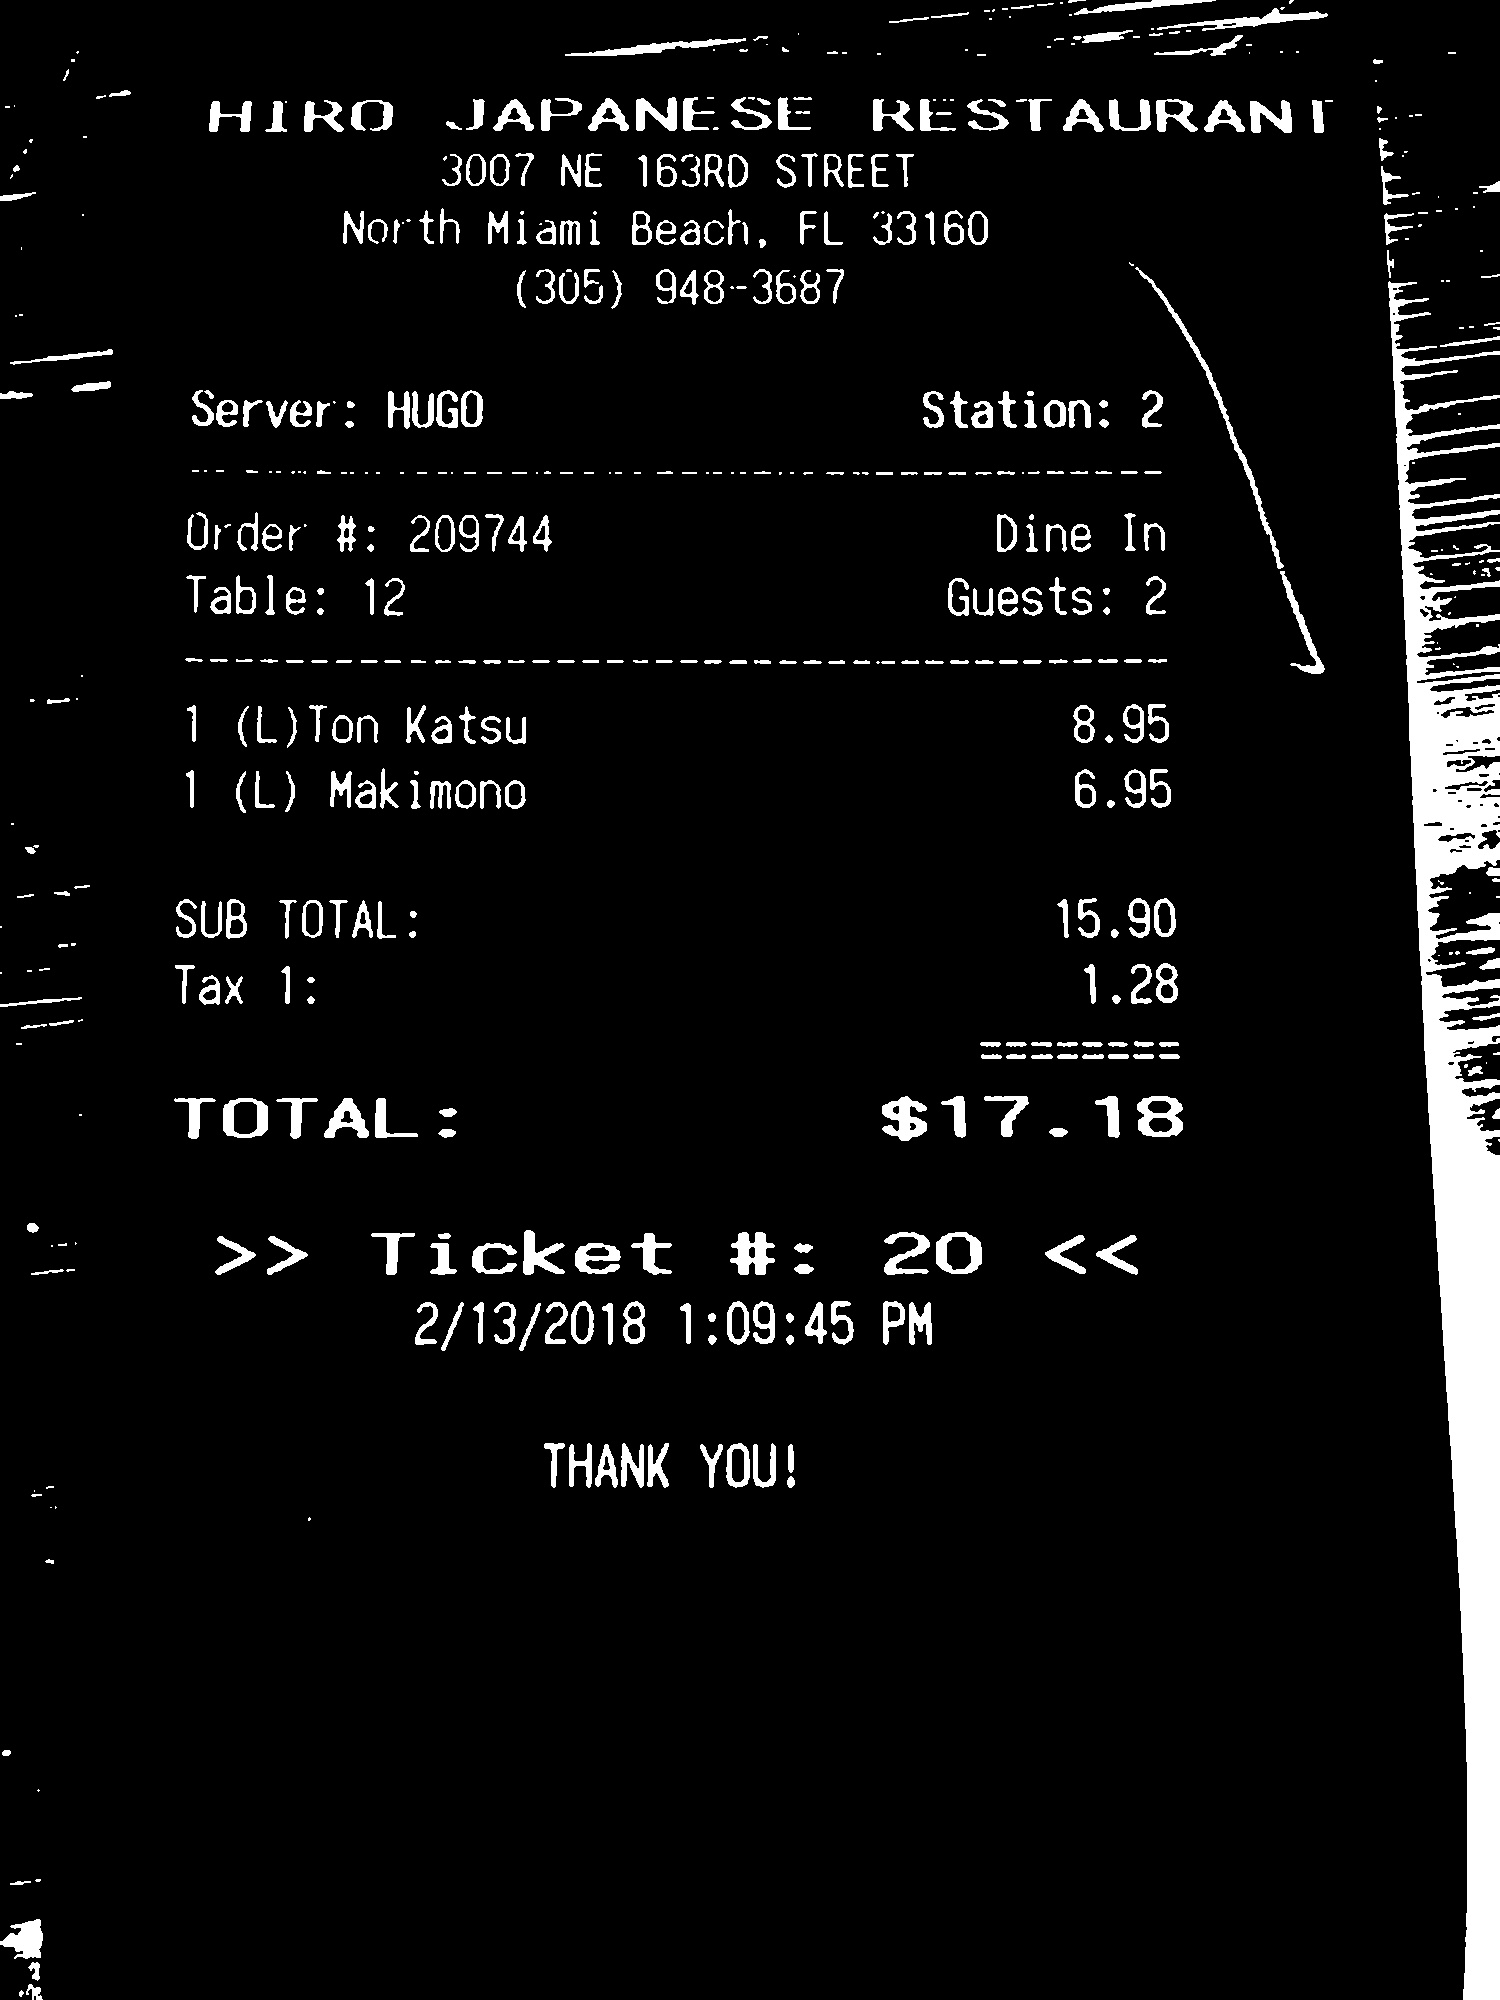 HIRO JAPANESE RESTAURANT
3007 NE 163RD STREET
North Miami Beach, FL 33160
(305) 948-3687
Server: HUGO Station: 2
Order #: 209744 Dine In
Table: 12 Guests: 2
1 (L)Ton Katsu 8.95
1 (L) Makimono 6.95
SUB TOTAL: 15.90
Tax 1: 1.28
========
TOTAL: $17.18
>> Ticket #: 20 <<
2/13/2018 1:09:45 PM
THANK YOU!